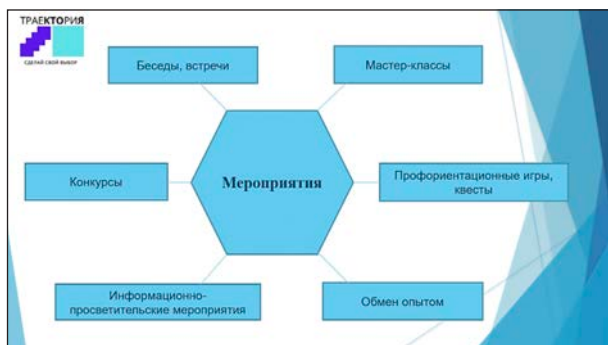 ТРАЕКТОРИЯ
СДЕЛАЙ СВОЙ ВЫБОР
Беседы, встречи
Мастер-классы
Конкурсы
Мероприятия
Профориентационные игры,
квесты
Информационно-
просветительские мероприятия
Обмен опытом